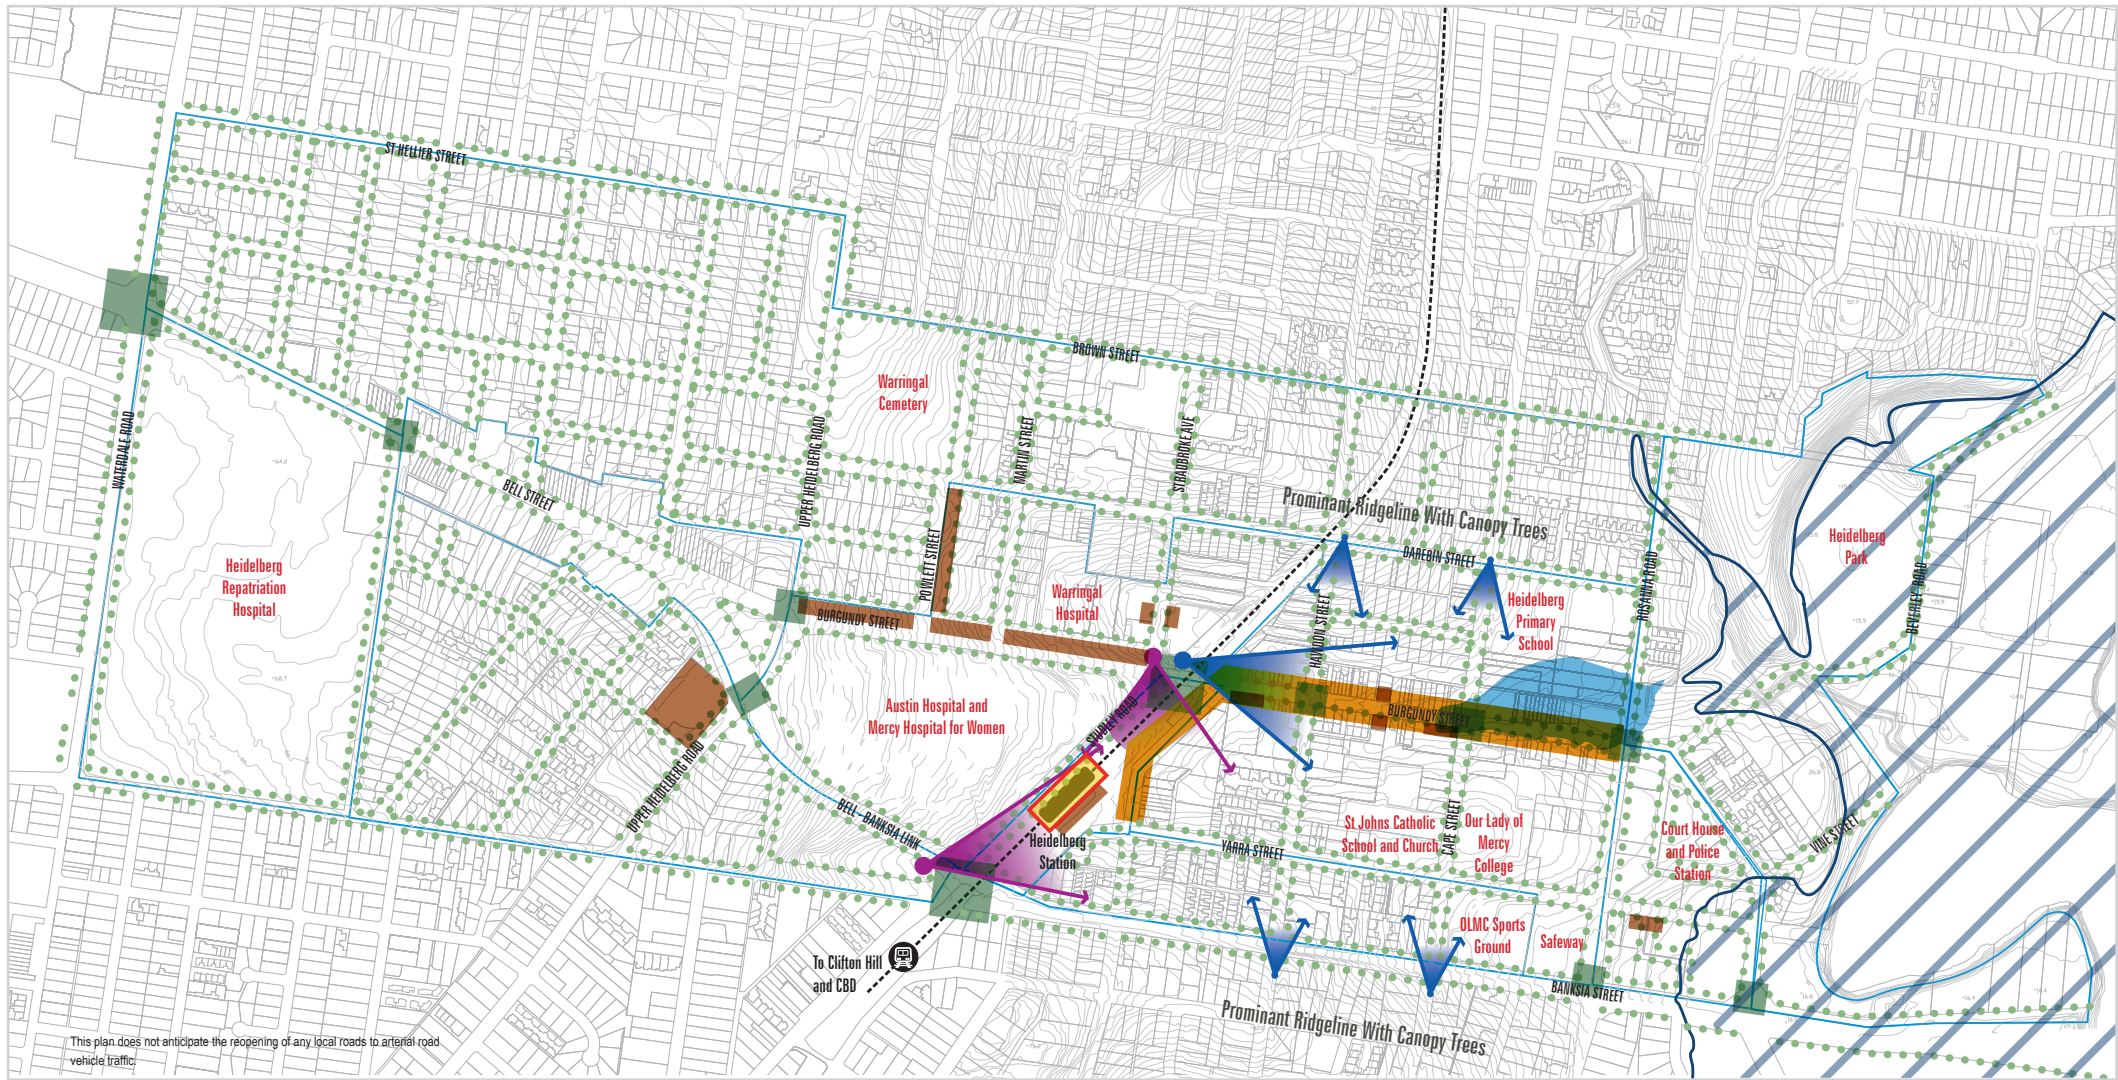 ST HELLIER STREET
BROWN STREET
Warringal
Cemetery
WATERDALE ROAD
UPPER HEIDELBERG ROAD
MARTIN STREET
STRADBROKE AVE
BELL STREET
Prominant Ridgeline With Canopy Trees
DAREBIN STREET
Heidelberg
Park
Heidelberg
Repatriation
Hospital
POWLETT STREET
Warringal
Hospital
HAWDON STREET
Heidelberg
Primary
School
ROSANNA ROAD
BEVERLEY ROAD
BURGUNDY STREET
Austin Hospital and
Mercy Hospital for Women
STUDLEY ROAD
BURGUNDY STREET
UPPER HEIDELBERG ROAD
BELL - BANKSIA LINK
Heidelberg
Station
YARRA STREET
St Johns Catholic
School and Church
CAPE STREET
Our Lady of
Mercy
College
Court House
and Police
Station
VINE STREET
OLMC Sports
Ground
Safeway
To Clifton Hill
and CBD
BANKSIA STREET
Prominant Ridgeline With Canopy Trees
This plan does not anticipate the reopening of any local roads to arterial road
vehicle traffic.